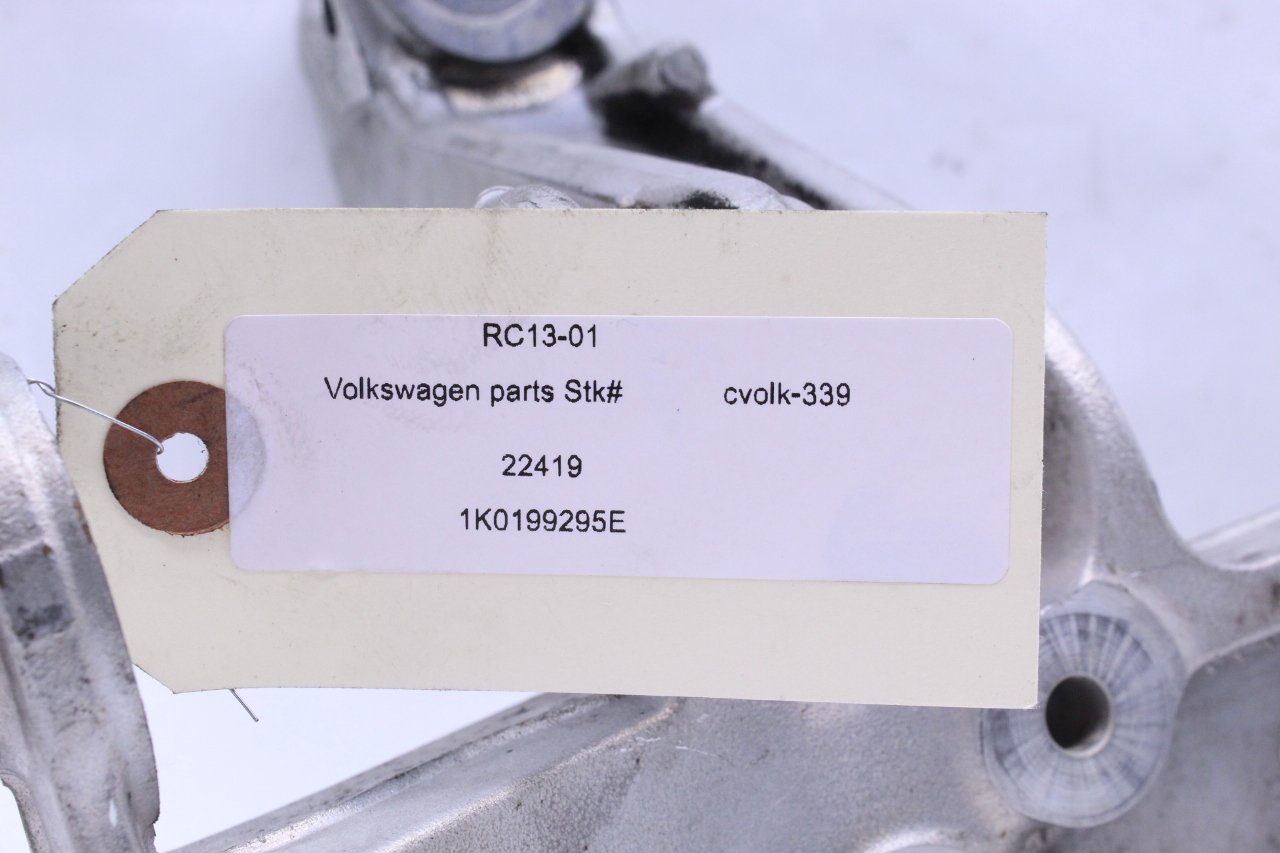 RC13-01
Volkswagen parts Stk# cvolk-339
22419
1K0199295E